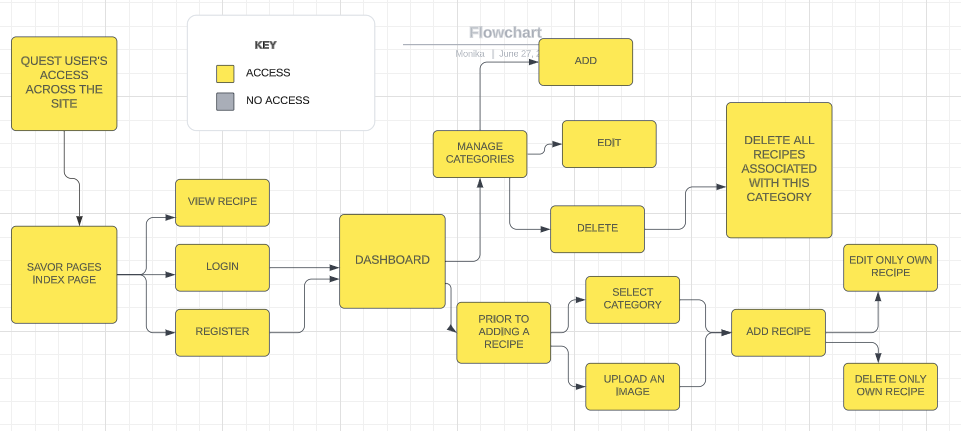 Flowchart
Monika | June 27, 2
KEY
ACCESS
NO ACCESS
QUEST USER'S
ACCESS
ACROSS THE
SITE
SAVOR PAGES
INDEX PAGE
VIEW RECIPE
LOGIN
REGISTER
DASHBOARD
MANAGE
CATEGORIES
ADD
EDIT
DELETE
DELETE ALL
RECIPES
ASSOCIATED
WITH THIS
CATEGORY
PRIOR TO
ADDING A
RECIPE
SELECT
CATEGORY
UPLOAD AN
IMAGE
ADD RECIPE
EDIT ONLY OWN
RECIPE
DELETE ONLY
OWN RECIPE